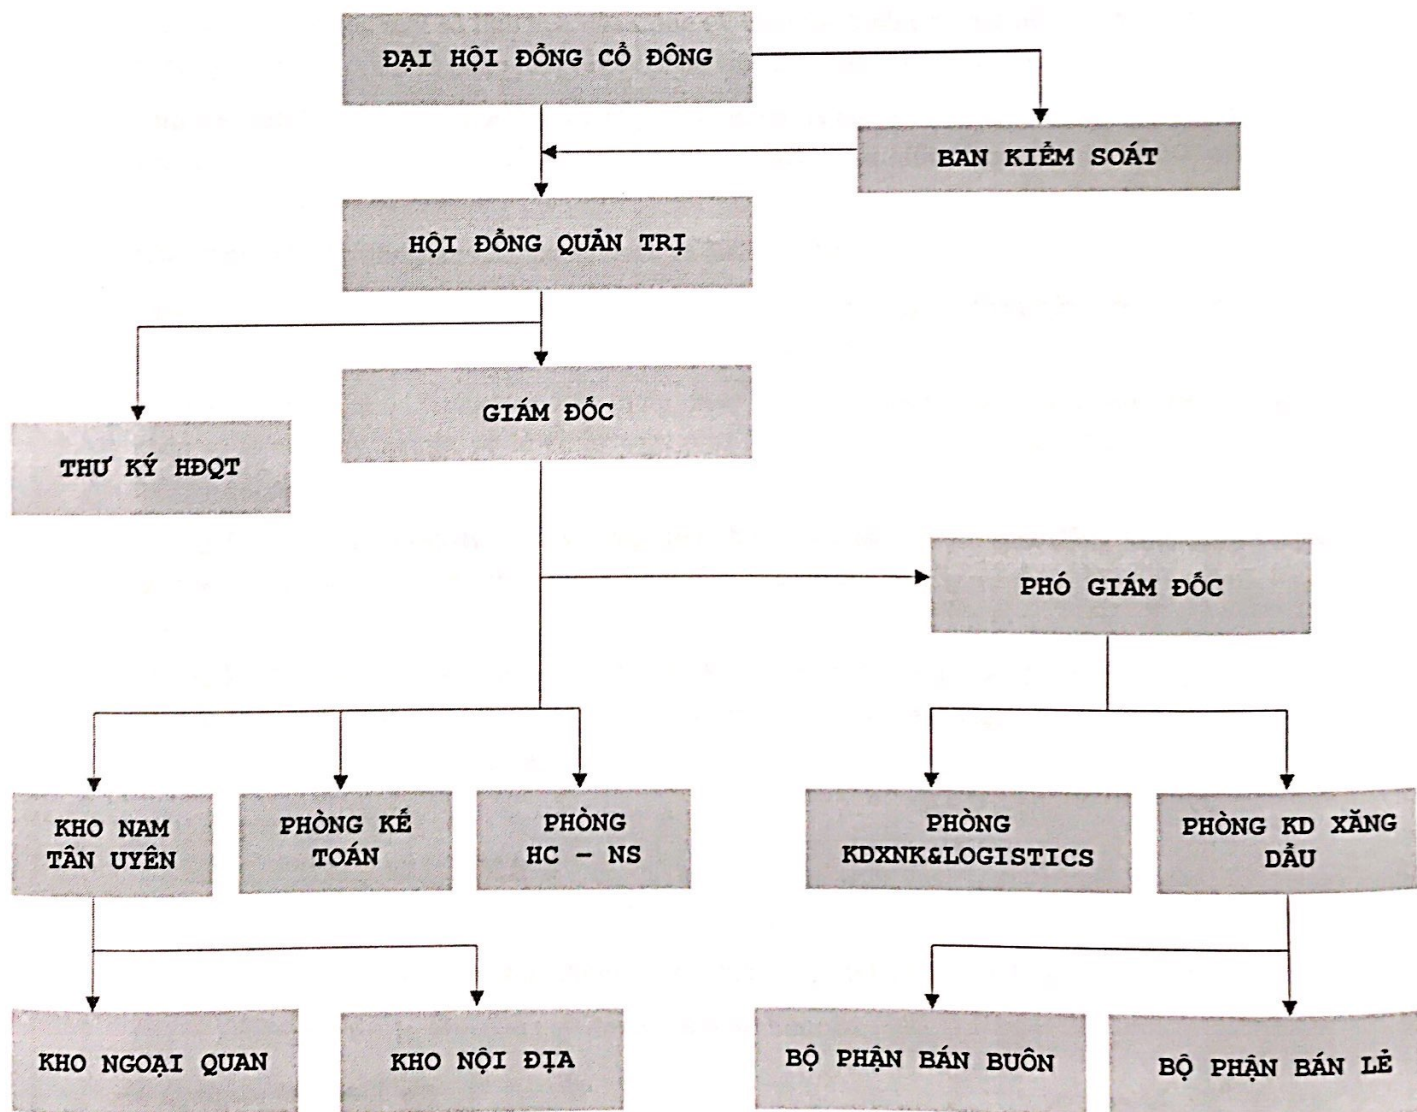 ĐẠI HỘI ĐỒNG CỔ ĐÔNG
BAN KIỂM SOÁT
HỘI ĐỒNG QUẢN TRỊ
GIÁM ĐỐC
THƯ KÝ HĐQT
PHÓ GIÁM ĐỐC
KHO NAM
TÂN UYÊN
PHÒNG KẾ
TOÁN
PHÒNG
HC - NS
PHÒNG
KDXNK&LOGISTICS
PHÒNG KD XĂNG
DẦU
KHO NGOẠI QUAN
KHO NỘI ĐỊA
BỘ PHẬN BÁN BUÔN
BỘ PHẬN BÁN LẺ